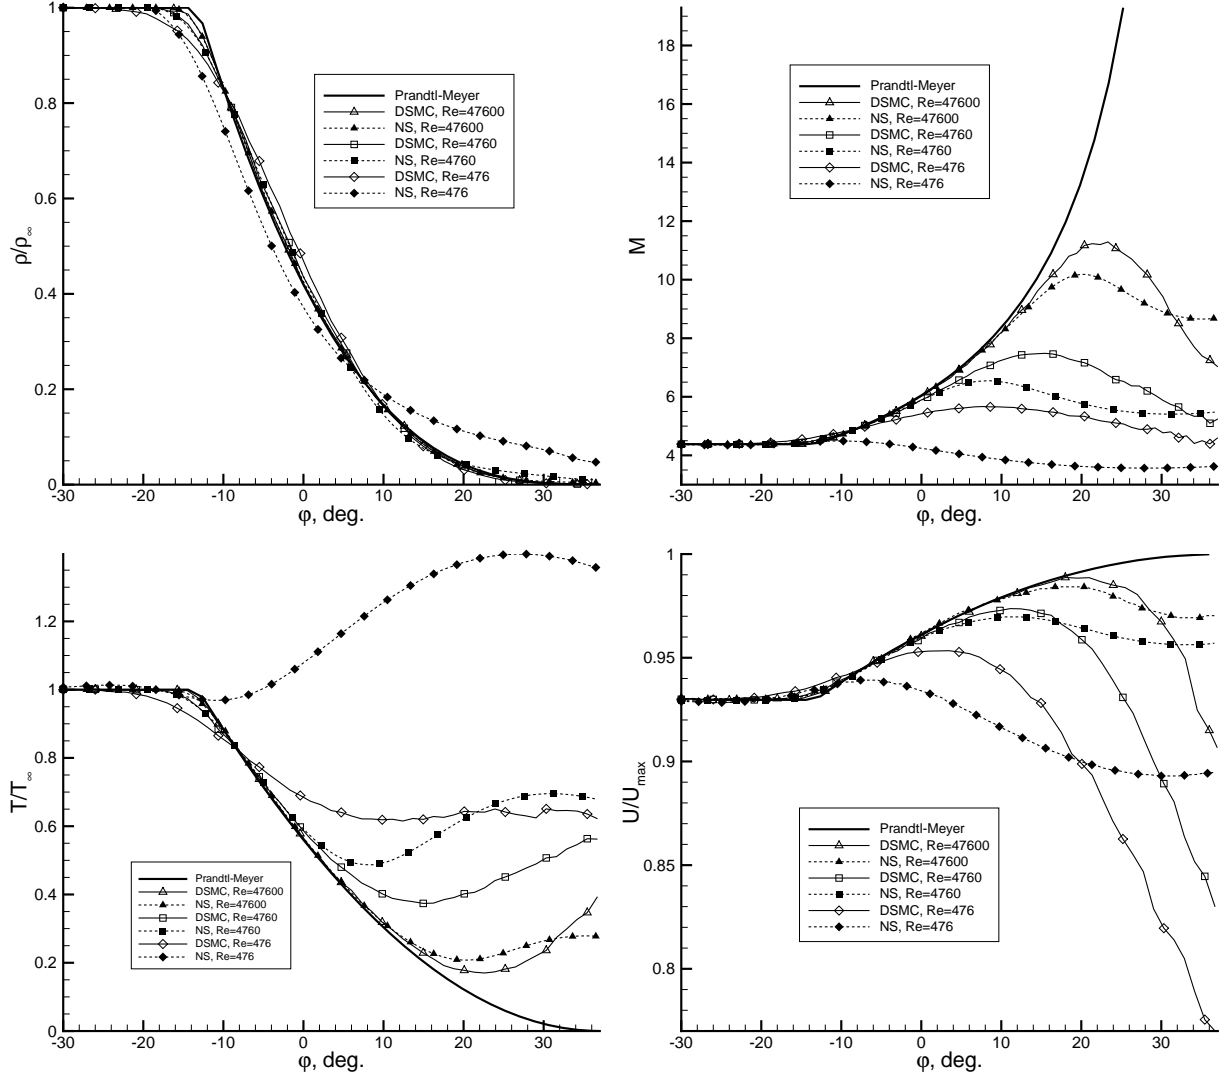 1
0.8
0.6
0.4
0.2
0
ρ/ρ∞
-30 -20 -10 0 10 20 30
φ, deg.
Prandtl-Meyer
DSMC, Re=47600
NS, Re=47600
DSMC, Re=4760
NS, Re=4760
DSMC, Re=476
NS, Re=476
18
16
14
12
10
8
6
4
M
-30 -20 -10 0 10 20 30
φ, deg.
Prandtl-Meyer
DSMC, Re=47600
NS, Re=47600
DSMC, Re=4760
NS, Re=4760
DSMC, Re=476
NS, Re=476
1.2
1
0.8
0.6
0.4
0.2
0
T/T∞
-30 -20 -10 0 10 20 30
φ, deg.
Prandtl-Meyer
DSMC, Re=47600
NS, Re=47600
DSMC, Re=4760
NS, Re=4760
DSMC, Re=476
NS, Re=476
1
0.95
0.9
0.85
0.8
U/Umax
-30 -20 -10 0 10 20 30
φ, deg.
Prandtl-Meyer
DSMC, Re=47600
NS, Re=47600
DSMC, Re=4760
NS, Re=4760
DSMC, Re=476
NS, Re=476